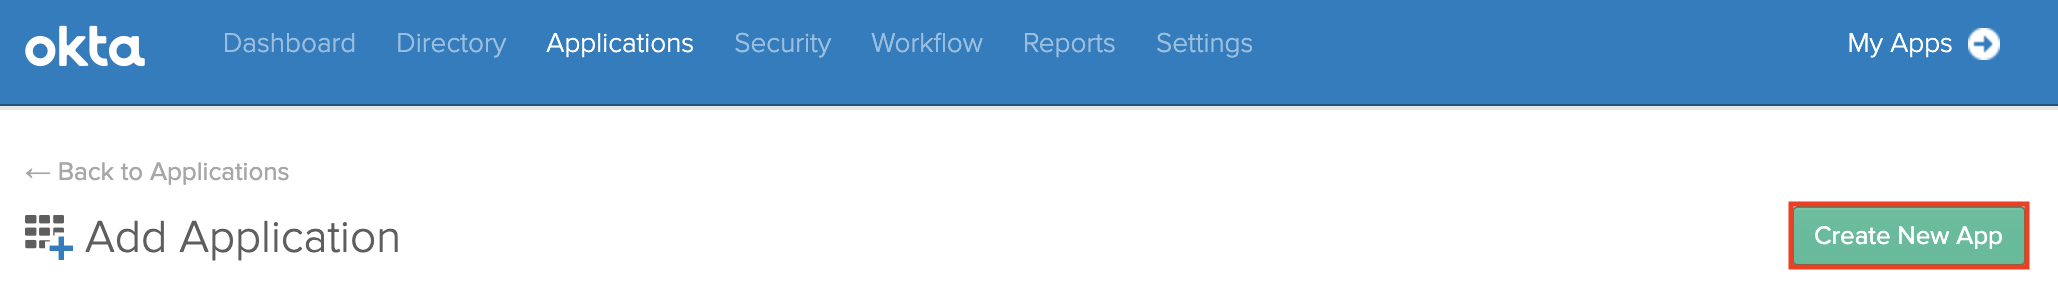 okta Dashboard Directory Applications Security Workflow Reports Settings My Apps
← Back to Applications
Add Application Create New App